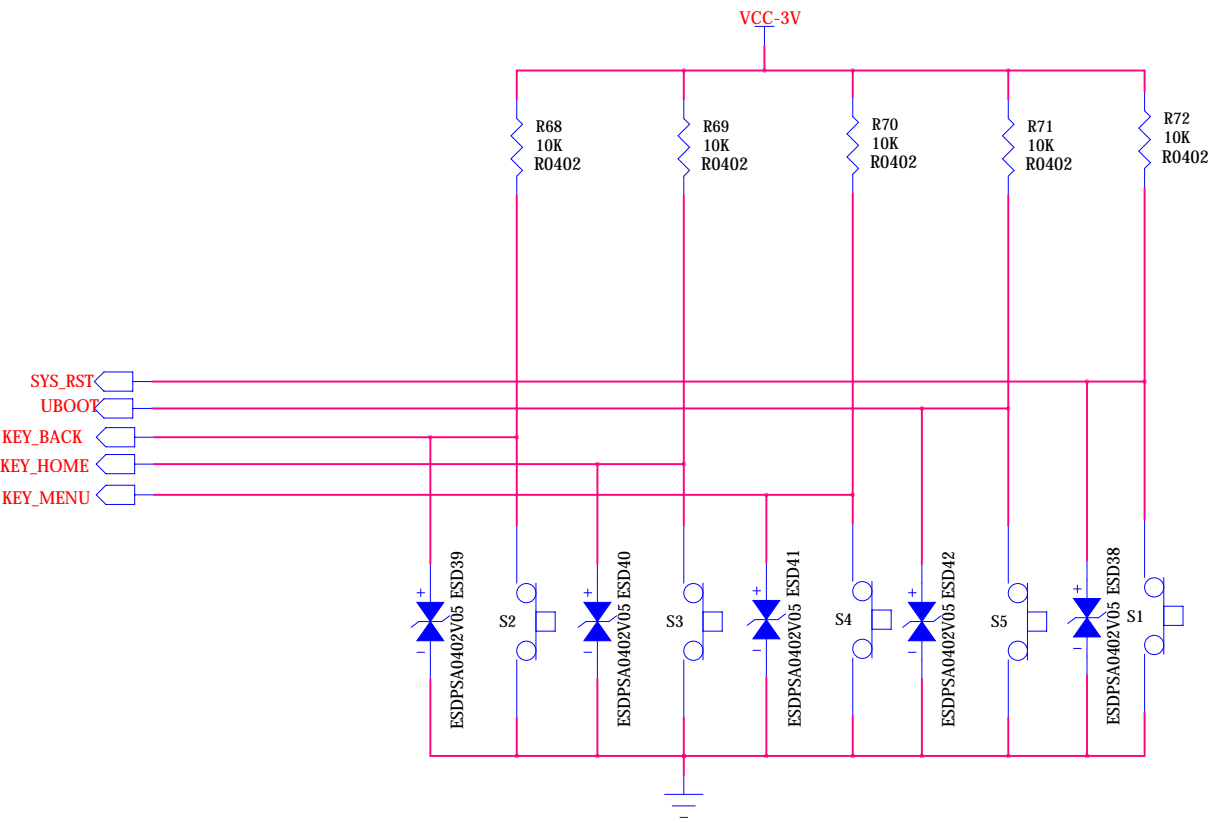 VCC-3V
R68
10K
R0402
R69
10K
R0402
R70
10K
R0402
R71
10K
R0402
R72
10K
R0402
SYS_RST
UBOOT
KEY_BACK
KEY_HOME
KEY_MENU
+
-
ESDPSA0402V05 ESD39
S2
+
-
ESDPSA0402V05 ESD40
S3
+
-
ESDPSA0402V05 ESD41
S4
+
-
ESDPSA0402V05 ESD42
S5
+
-
ESDPSA0402V05 ESD38
S1